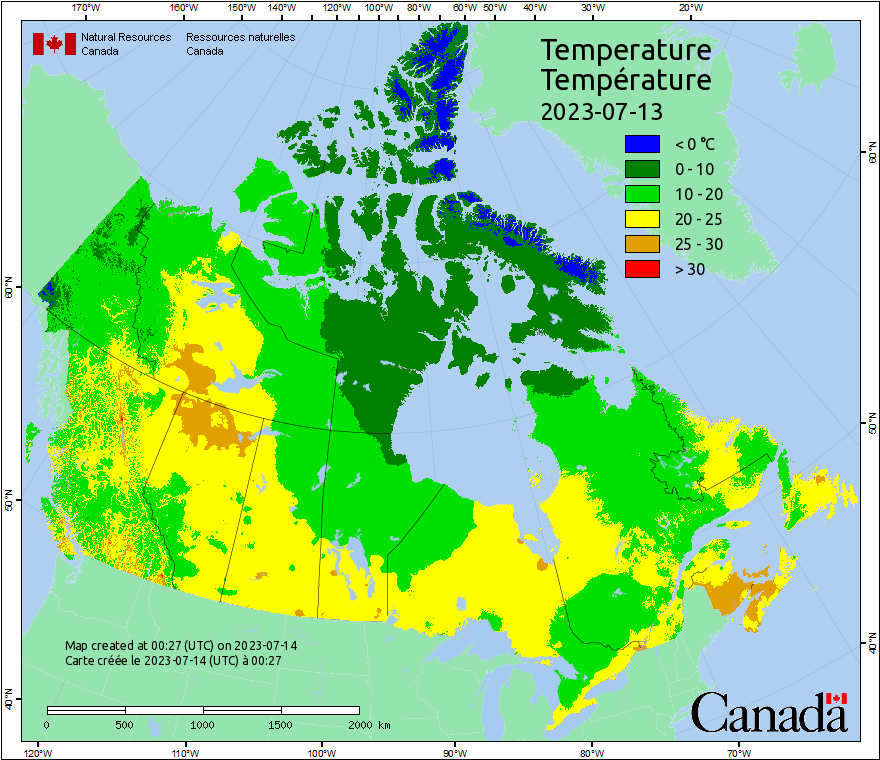 170°W 160°W 150°W 140°W 120°W 100°W 80°W 60°W 50°W 40°W 30°W 20°W
Natural Resources Ressources naturelles
Canada Canada
Temperature
Température
2023-07-13
< 0 °C
0 - 10
10 - 20
20 - 25
25 - 30
> 30
60°N
60°N
50°N
50°N
40°N
40°N
Map created at 00:27 (UTC) on 2023-07-14
Carte créée le 2023-07-14 (UTC) à 00:27
0 500 1000 1500 2000 km
Canada
120°W 110°W 100°W 90°W 80°W 70°W